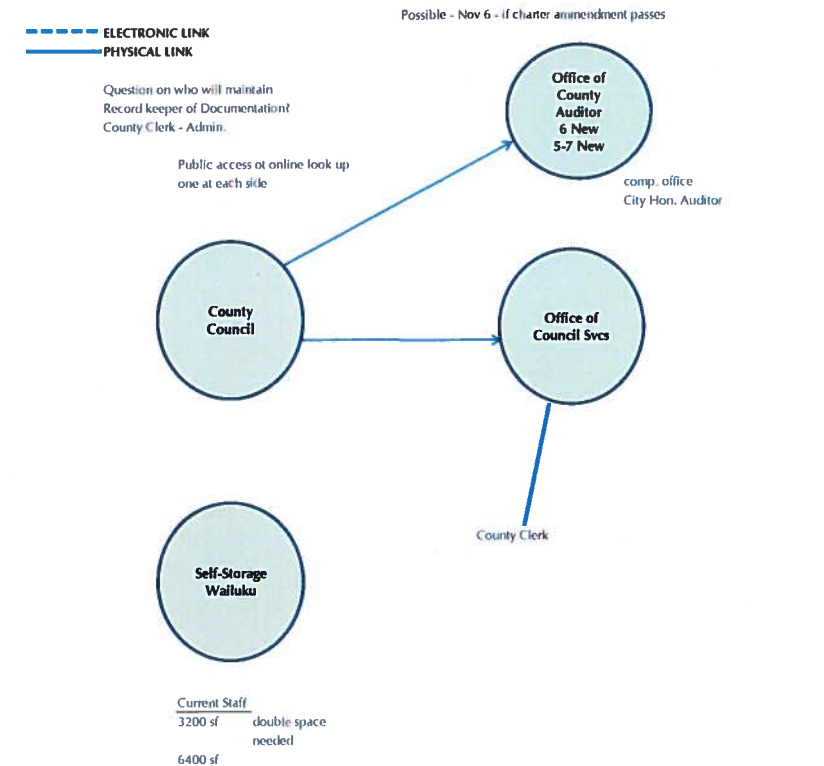 Possible - Nov 6 - if charter ammendment passes
ELECTRONIC LINK
PHYSICAL LINK
Question on who will maintain
Record keeper of Documentation?
County Clerk - Admin.
Public access ot online look up
one at each side
Office of
County
Auditor
6 New
5-7 New
comp. office
City Hon. Auditor
County
Council
Office of
Council Svcs
County Clerk
Self-Storage
Wailuku
Current Staff
3200 sf double space
needed
6400 sf